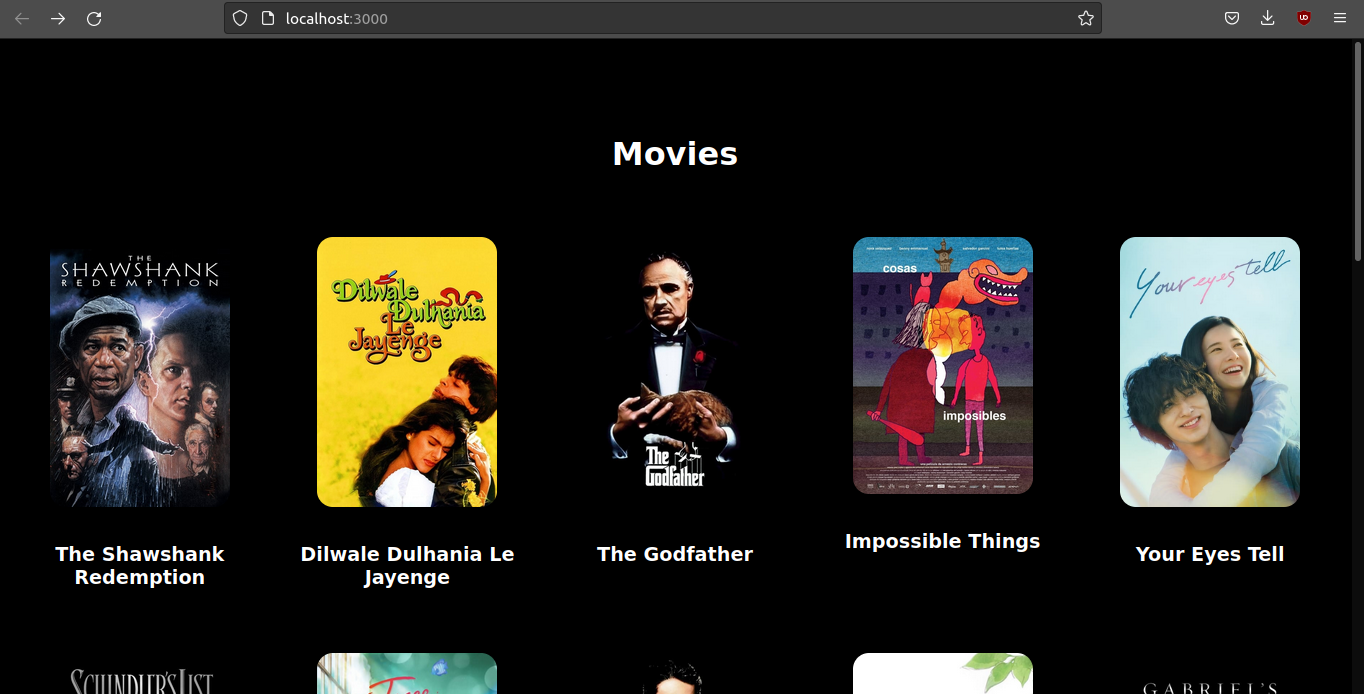 localhost:3000
Movies
THE
SHAWSHANK
REDEMPTION
Dilwale
Dulhania
Le
Jayenge
The
Godfather
cosas
imposibles
Your eyes tell
The Shawshank
Redemption
Dilwale Dulhania Le
Jayenge
The Godfather
Impossible Things
Your Eyes Tell
SCHINDLER'S LIST
GABRIEL'S